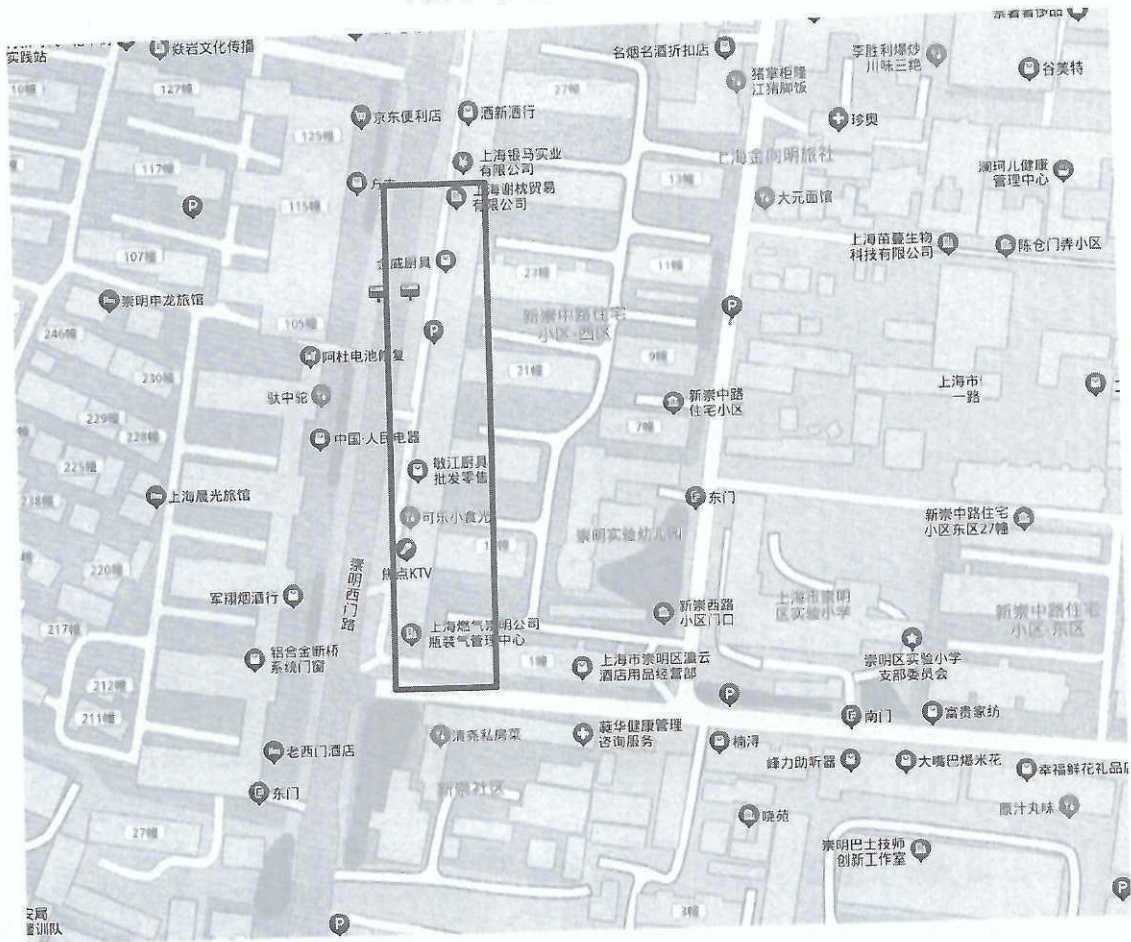 焱岩文化传播
实践站
127幢
117幢
125幢
京东便利店
酒新酒行
上海银马实业
有限公司
上海谢枕贸易
有限公司
名烟名酒折扣店
猪掌柜隆
江猪脚饭
27幢
李胜利爆炒
川味三绝
谷美特
珍奥
上海金向明旅社
13幢
大元面馆
澜珂儿健康
管理中心
上海苗蔓生物
科技有限公司
陈仓门弄小区
P
115幢
107幢
崇明申龙旅馆
105幢
246幢
230幢
229幢
228幢
225幢
220幢
217幢
212幢
211幢
金威厨具
P
23幢
11幢
新崇中路住宅
小区-西区
21幢
9幢
7幢
P
阿杜电池修复
驮中驼
中国·人民电器
敏江厨具
批发零售
可乐小食光
焦点KTV
上海晨光旅馆
新崇中路
住宅小区
上海市
一路
东门
新崇中路住宅
小区东区27幢
崇明实验幼儿园
崇明西门路
军翔烟酒行
铝合金断桥
系统门窗
上海燃气崇明公司
瓶装气管理中心
1幢
新崇西路
小区门口
上海市崇明
区实验小学
新崇中路住宅
小区-东区
崇明区实验小学
支部委员会
上海市崇明区瀛云
酒店用品经营部
P
南门
富贵家纺
老西门酒店
东门
清尧私房菜
蕤华健康管理
咨询服务
楠浔
峰力助听器
大嘴巴爆米花
幸福鲜花礼品店
原汁丸味
新崇社区
晓苑
崇明巴士技师
创新工作室
27幢
3幢
安局
P
P